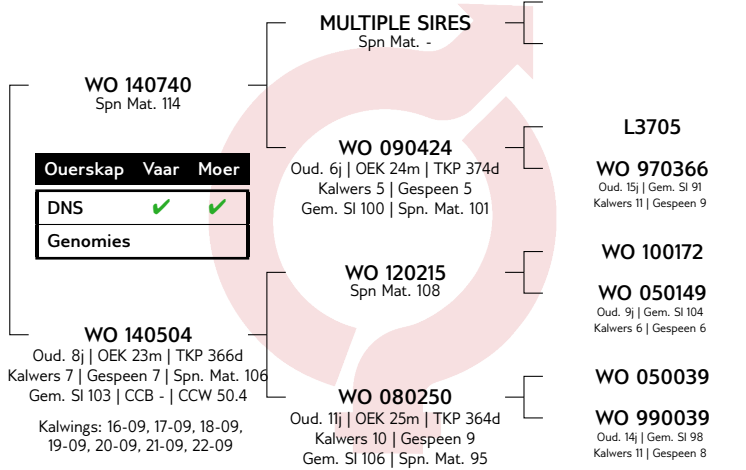 MULTIPLE SIRES
Spn Mat. -
WO 140740
Spn Mat. 114
WO 090424
Oud. 6j | OEK 24m | TKP 374d
Kalwers 5 | Gespeen 5
Gem. SI 100 | Spn. Mat. 101
L3705
WO 970366
Oud. 15j | Gem. SI 91
Kalwers 11 | Gespeen 9
Ouerskap Vaar Moer
DNS ✔ ✔
Genomies
WO 120215
Spn Mat. 108
WO 100172
WO 050149
Oud. 9j | Gem. SI 104
Kalwers 6 | Gespeen 6
WO 140504
Oud. 8j | OEK 23m | TKP 366d
Kalwers 7 | Gespeen 7 | Spn. Mat. 106
Gem. SI 103 | CCB - | CCW 50.4
Kalwings: 16-09, 17-09, 18-09,
19-09, 20-09, 21-09, 22-09
WO 080250
Oud. 11j | OEK 25m | TKP 364d
Kalwers 10 | Gespeen 9
Gem. SI 106 | Spn. Mat. 95
WO 050039
WO 990039
Oud. 14j | Gem. SI 98
Kalwers 11 | Gespeen 8